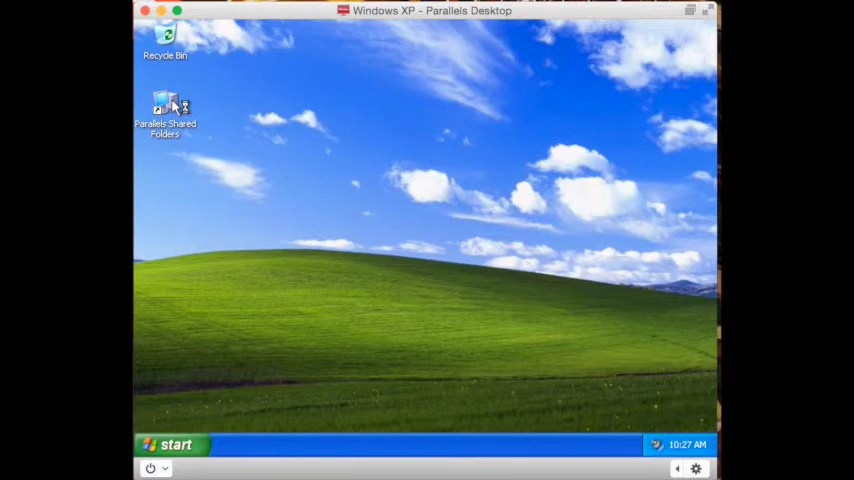 Windows XP - Parallels Desktop
Recycle Bin
Parallels Shared
Folders
start
10:27 AM